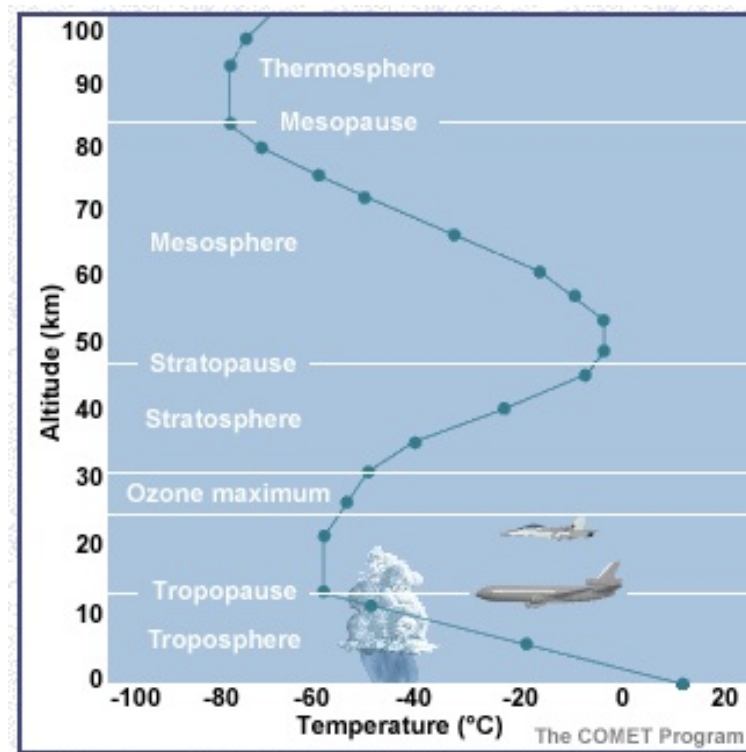 100
Thermosphere
90
Mesopause
80
70
Mesosphere
60
Altitude (km)
50
Stratopause
40
Stratosphere
30
Ozone maximum
20
Tropopause
10
Troposphere
0
-100 -80 -60 -40 -20 0 20
Temperature (°C)
The COMET Program